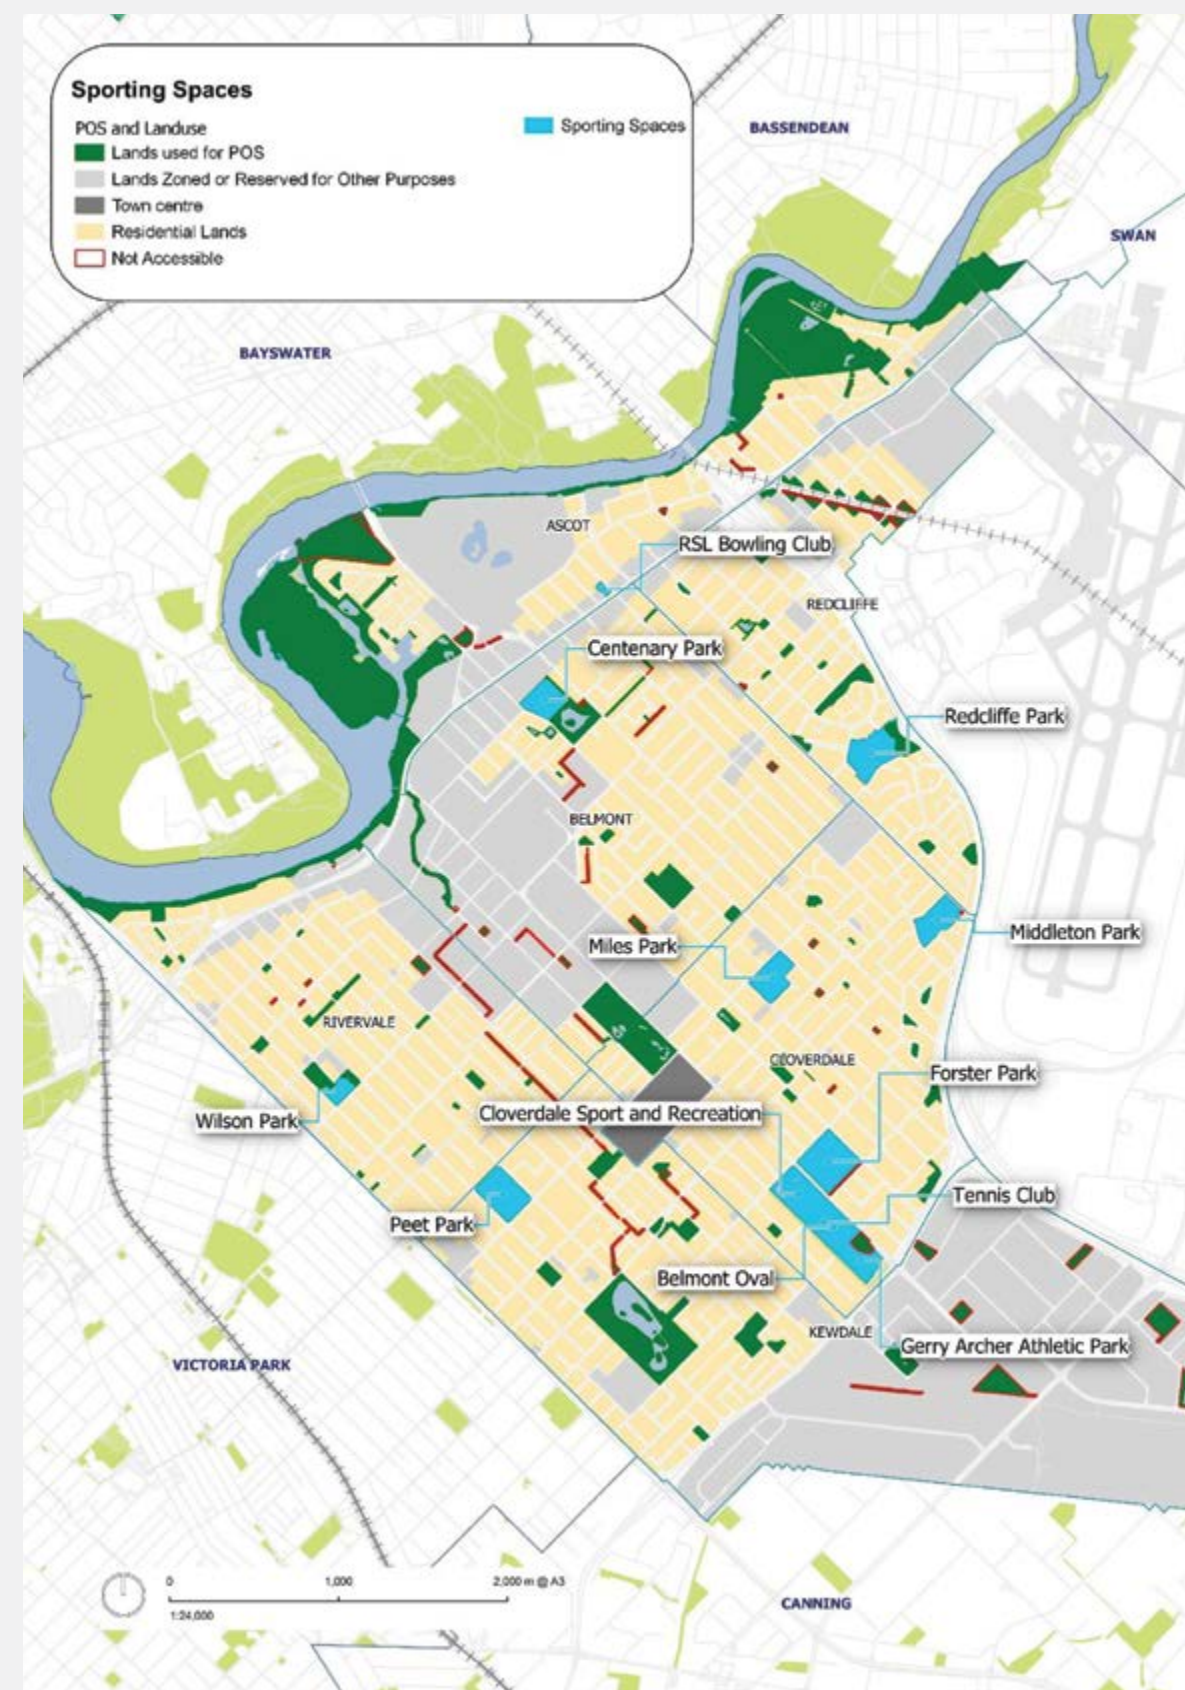 Sporting Spaces
POS and Landuse
Sporting Spaces
Lands used for POS
Lands Zoned or Reserved for Other Purposes
Town centre
Residential Lands
Not Accessible
BASSENDEAN
SWAN
BAYSWATER
ASCOT
RSL Bowling Club
REDCLIFFE
Centenary Park
Redcliffe Park
BELMONT
Middleton Park
Miles Park
RIVERVALE
CLOVERDALE
Forster Park
Cloverdale Sport and Recreation
Wilson Park
Tennis Club
Peet Park
Belmont Oval
KEWDALE
Gerry Archer Athletic Park
VICTORIA PARK
0 1,000 2,000 m @ A3
1:24,000
CANNING